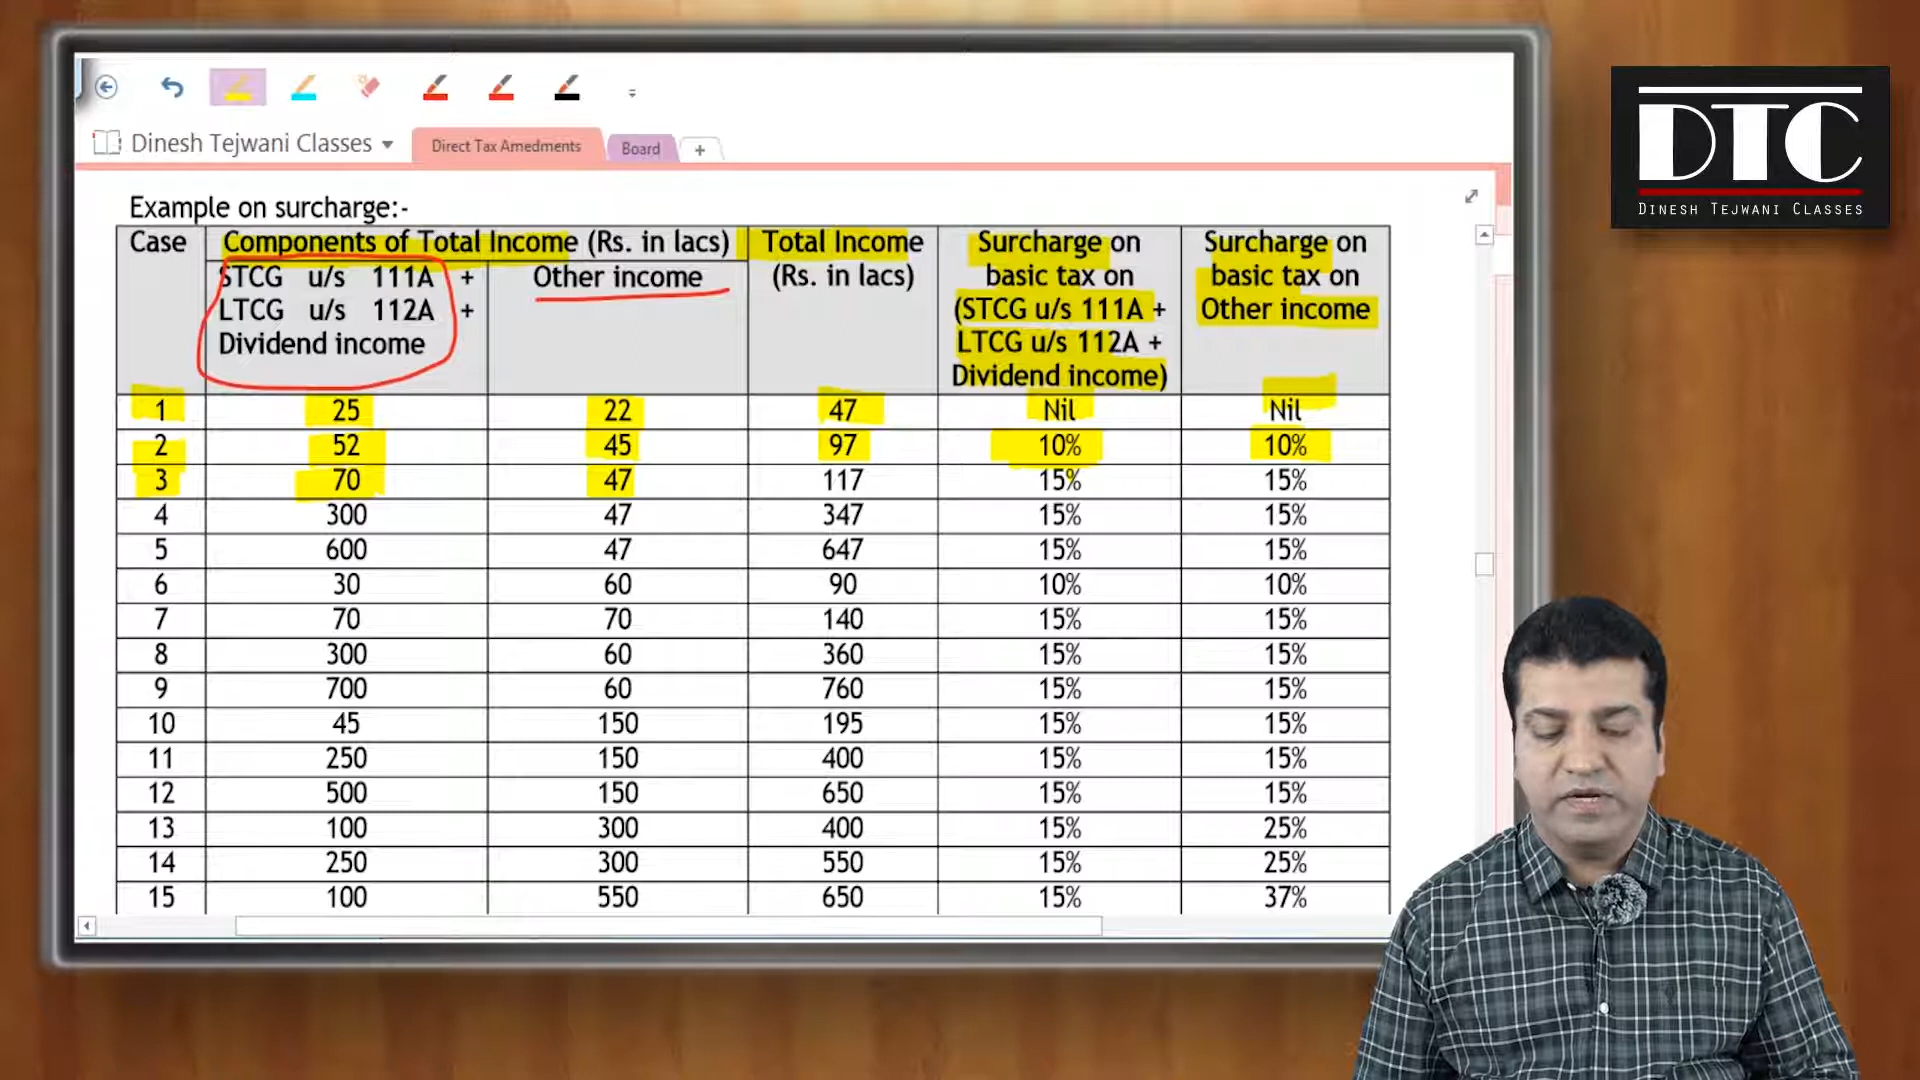 DTC
DINESH TEJWANI CLASSES
Dinesh Tejwani Classes
Direct Tax Amedments
Board
+
Example on surcharge:-
Case
Components of Total Income (Rs. in lacs)
Total Income
(Rs. in lacs)
Surcharge on
basic tax on
(STCG u/s 111A +
LTCG u/s 112A +
Dividend income)
Surcharge on
basic tax on
Other income
STCG u/s 111A +
LTCG u/s 112A +
Dividend income
Other income
1 25 22 47 Nil Nil
2 52 45 97 10% 10%
3 70 47 117 15% 15%
4 300 47 347 15% 15%
5 600 47 647 15% 15%
6 30 60 90 10% 10%
7 70 70 140 15% 15%
8 300 60 360 15% 15%
9 700 60 760 15% 15%
10 45 150 195 15% 15%
11 250 150 400 15% 15%
12 500 150 650 15% 15%
13 100 300 400 15% 25%
14 250 300 550 15% 25%
15 100 550 650 15% 37%